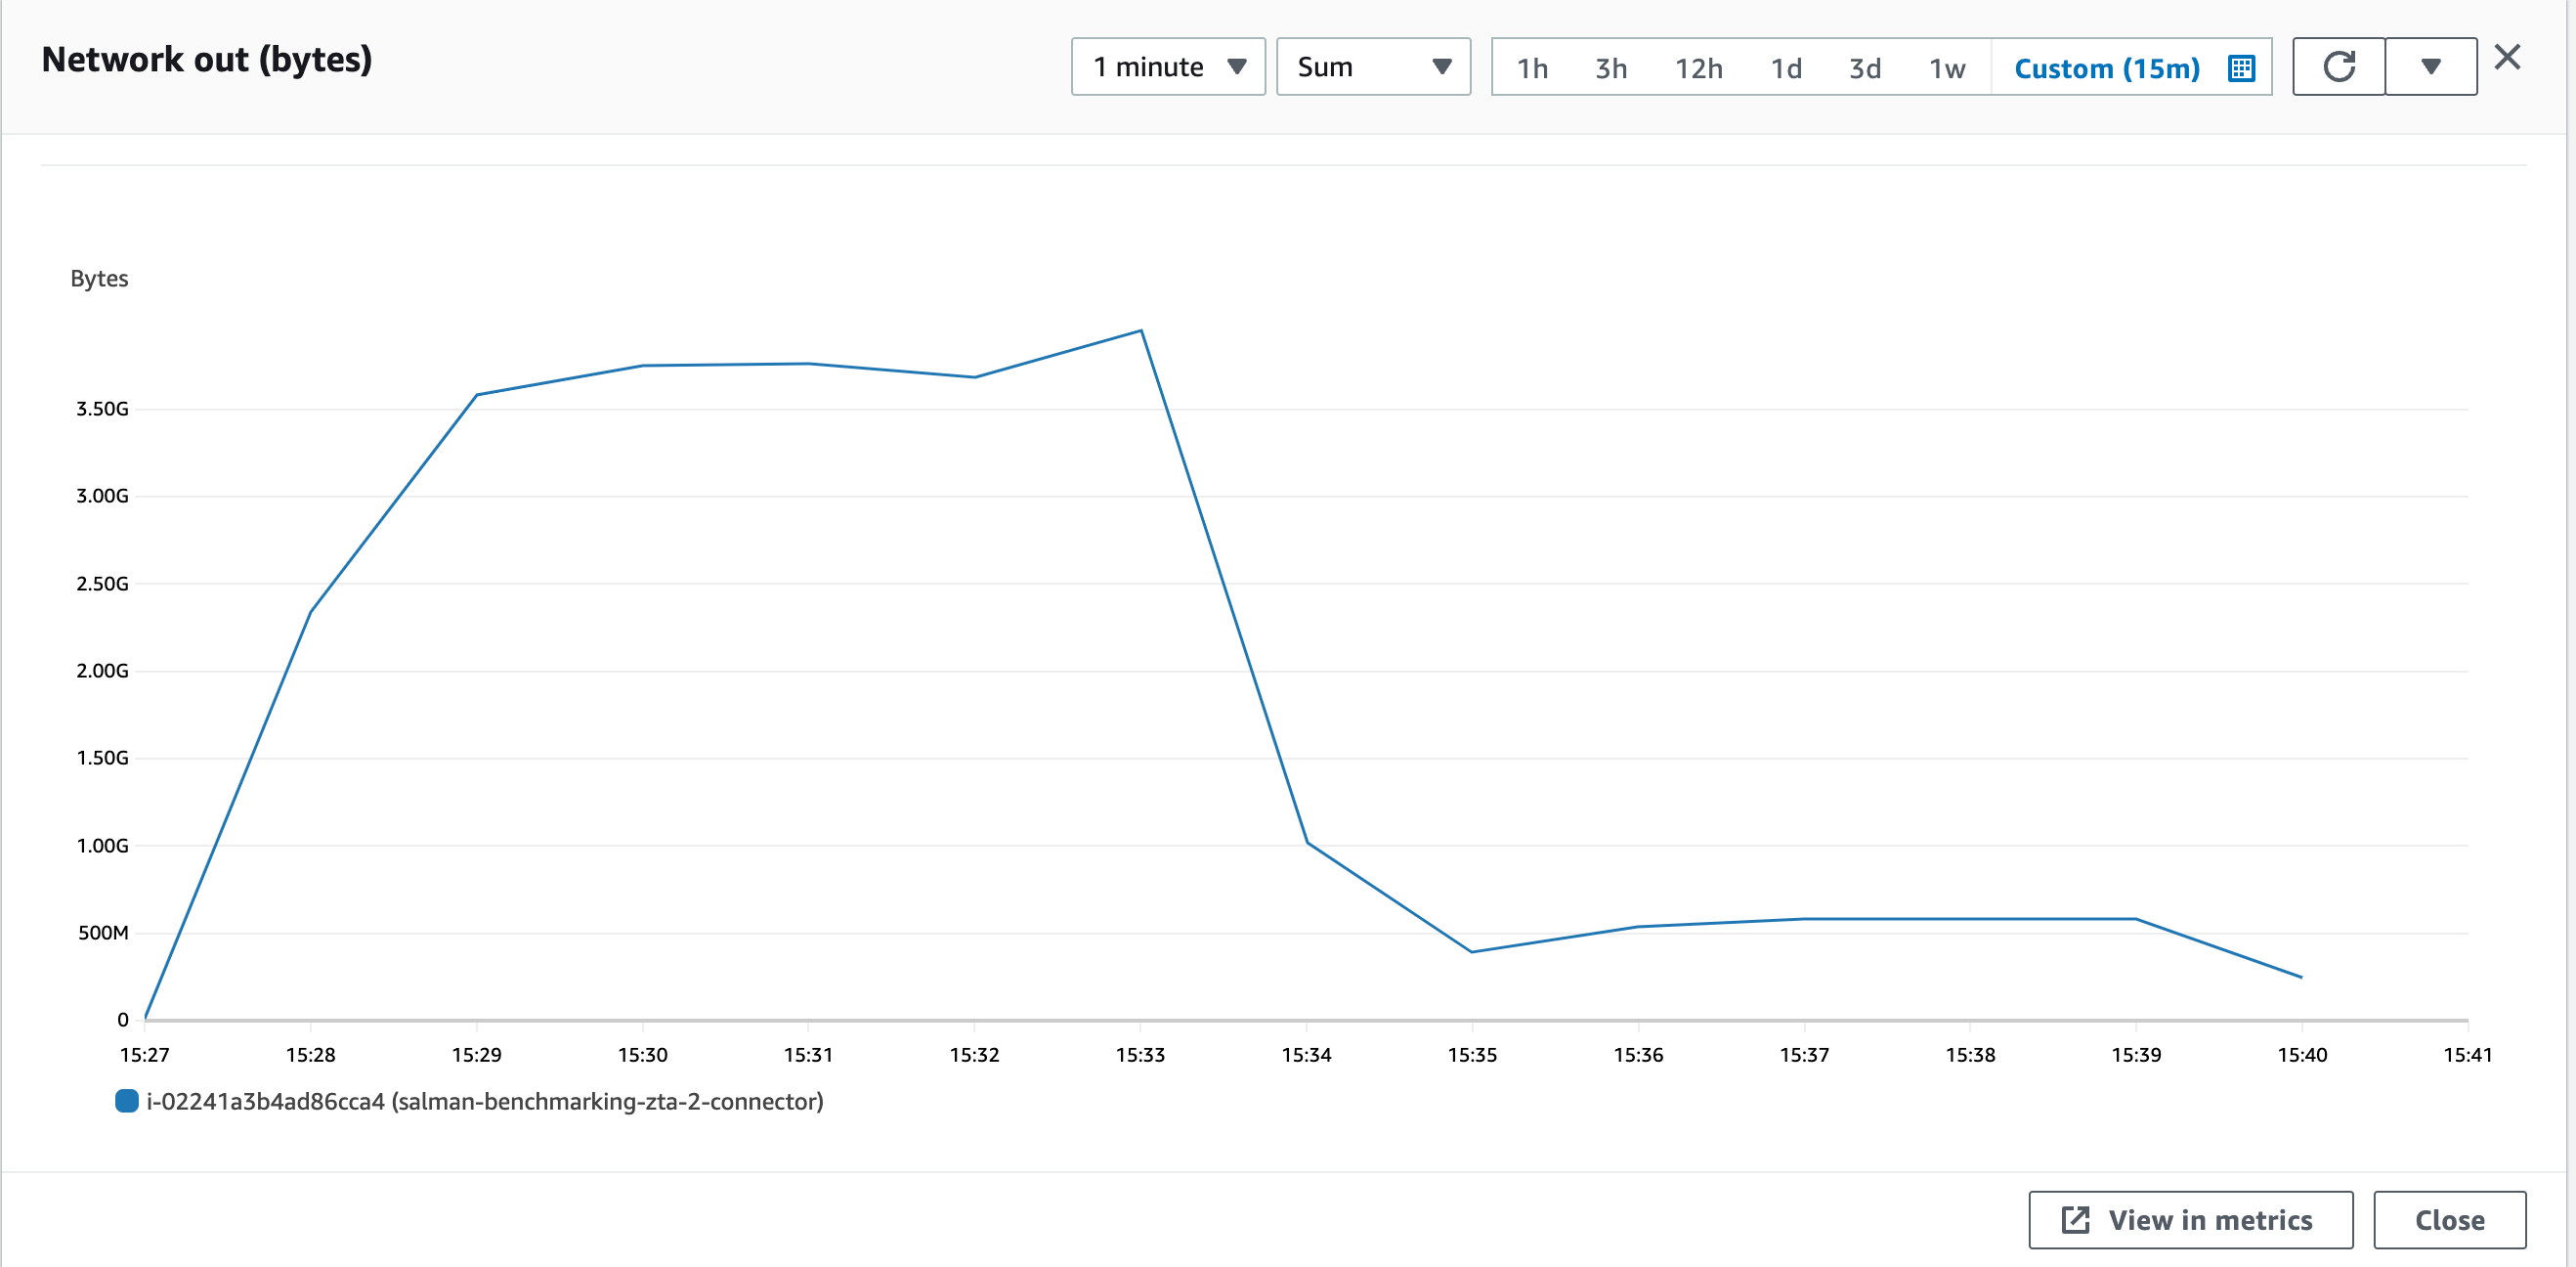 Network out (bytes)
1 minute
Sum
1h 3h 12h 1d 3d 1w Custom (15m)
Bytes
3.50G
3.00G
2.50G
2.00G
1.50G
1.00G
500M
0
15:27 15:28 15:29 15:30 15:31 15:32 15:33 15:34 15:35 15:36 15:37 15:38 15:39 15:40 15:41
i-02241a3b4ad86cca4 (salman-benchmarking-zta-2-connector)
View in metrics
Close